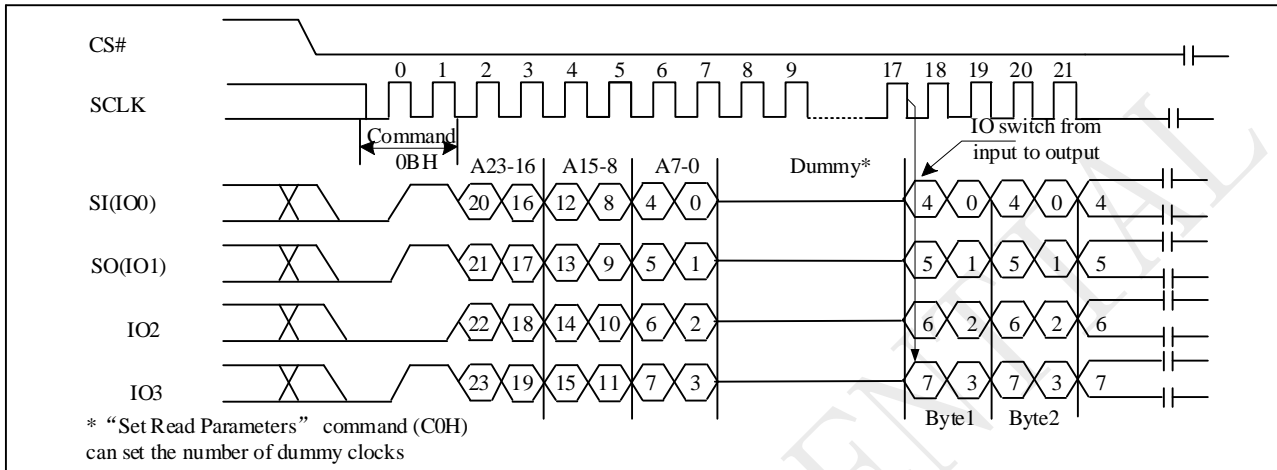 CS#
0 1 2 3 4 5 6 7 8 9 17 18 19 20 21
SCLK
Command
0BH
IO switch from
input to output
A23-16 A15-8 A7-0 Dummy*
SI(IO0) 20 16 12 8 4 0 4 0 4 0 4
SO(IO1) 21 17 13 9 5 1 5 1 5 1 5
IO2 22 18 14 10 6 2 6 2 6 2 6
IO3 23 19 15 11 7 3 7 3 7 3 7
Byte1 Byte2
* “Set Read Parameters” command (C0H)
can set the number of dummy clocks
ENTIAL